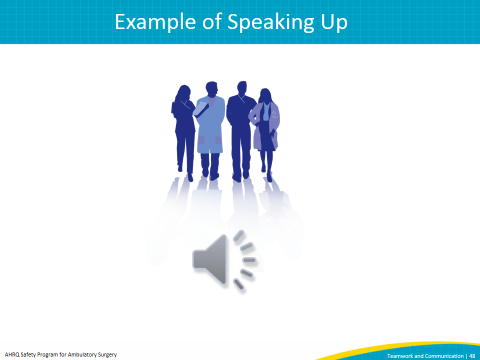 Example of Speaking Up
AHRQ Safety Program for Ambulatory Surgery
Teamwork and Communication | 48